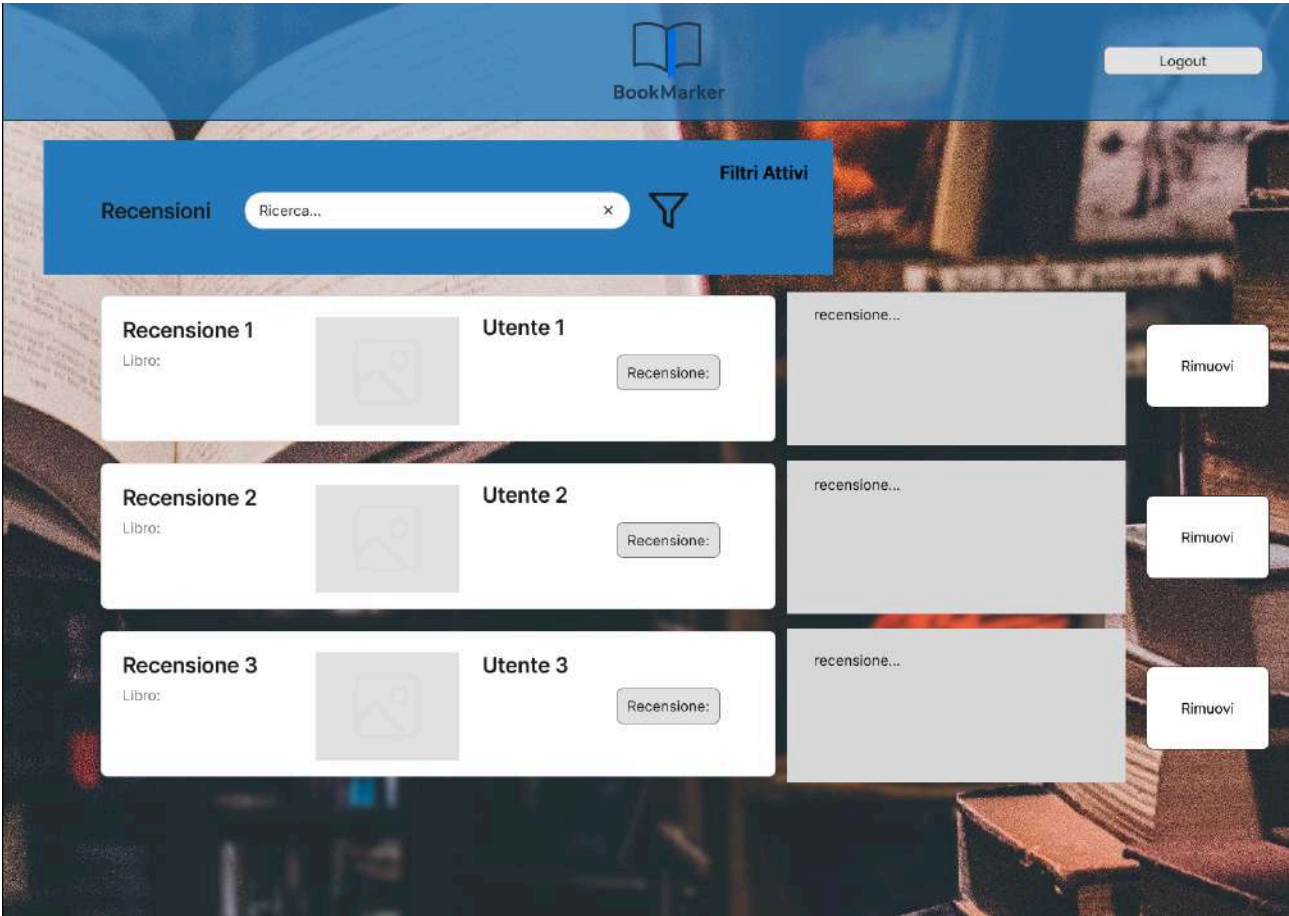 BookMarker
Logout
Filtri Attivi
Recensioni
Ricerca...
Recensione 1
Utente 1
Libro:
Recensione:
recensione...
Rimuovi
Recensione 2
Utente 2
Libro:
Recensione:
recensione...
Rimuovi
Recensione 3
Utente 3
Libro:
Recensione:
recensione...
Rimuovi